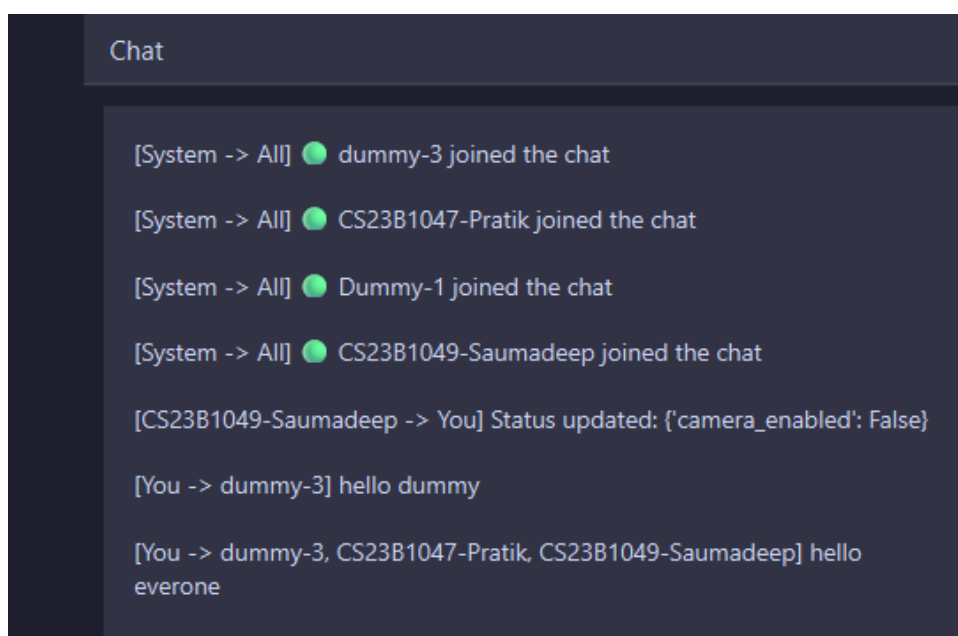 Chat
[System -> All] 🟢 dummy-3 joined the chat
[System -> All] 🟢 CS23B1047-Pratik joined the chat
[System -> All] 🟢 Dummy-1 joined the chat
[System -> All] 🟢 CS23B1049-Saumadeep joined the chat
[CS23B1049-Saumadeep -> You] Status updated: {'camera_enabled': False}
[You -> dummy-3] hello dummy
[You -> dummy-3, CS23B1047-Pratik, CS23B1049-Saumadeep] hello
everone